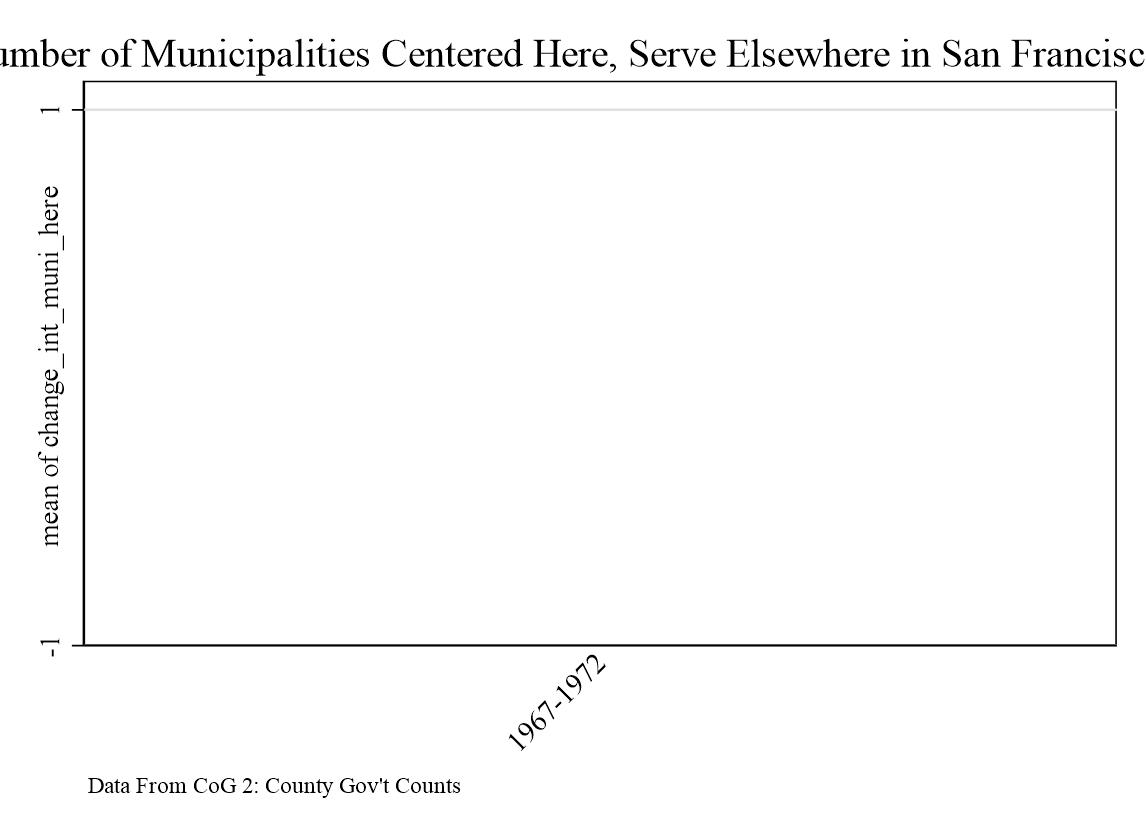 umber of Municipalities Centered Here, Serve Elsewhere in San Francisc
1
mean of change_int_muni_here
-1
1967-1972
Data From CoG 2: County Gov't Counts